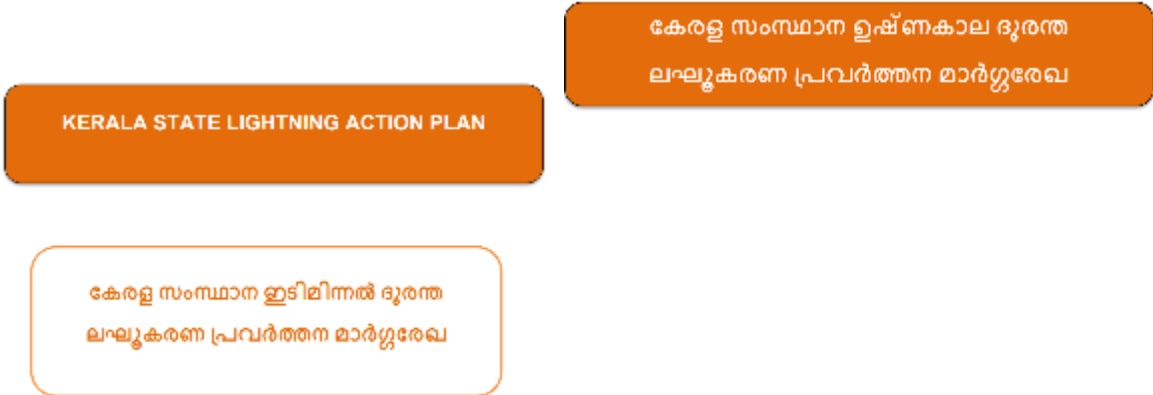 കേരള സംസ്ഥാന ഉഷ്ണകാല ദുരന്ത
ലഘൂകരണ പ്രവർത്തന മാർഗ്ഗരേഖ
KERALA STATE LIGHTNING ACTION PLAN
കേരള സംസ്ഥാന ഇടിമിന്നൽ ദുരന്ത
ലഘൂകരണ പ്രവർത്തന മാർഗ്ഗരേഖ